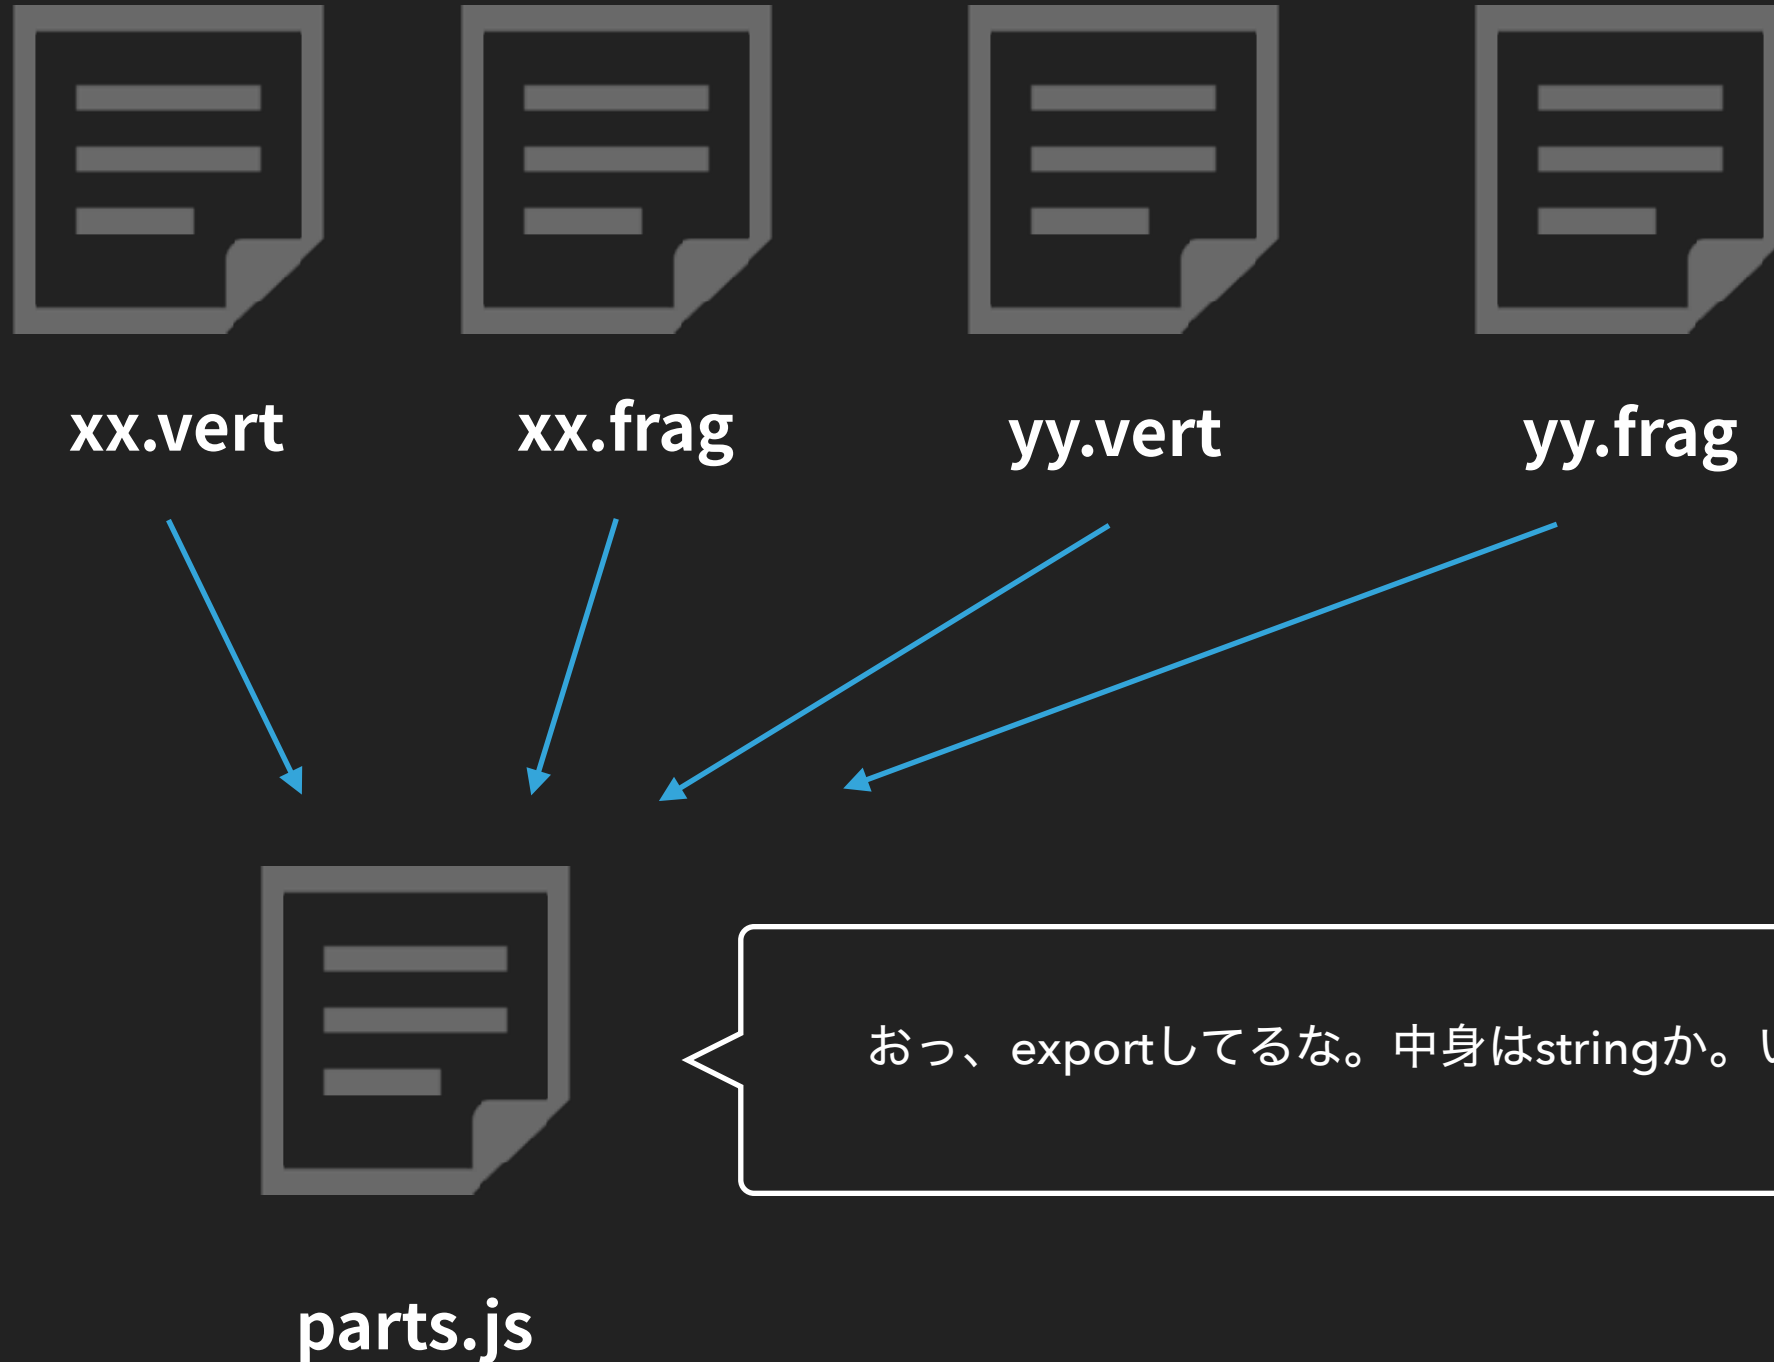 xx.vert
xx.frag
yy.vert
yy.frag
おっ、exportしてるな。中身はstringか。
parts.js